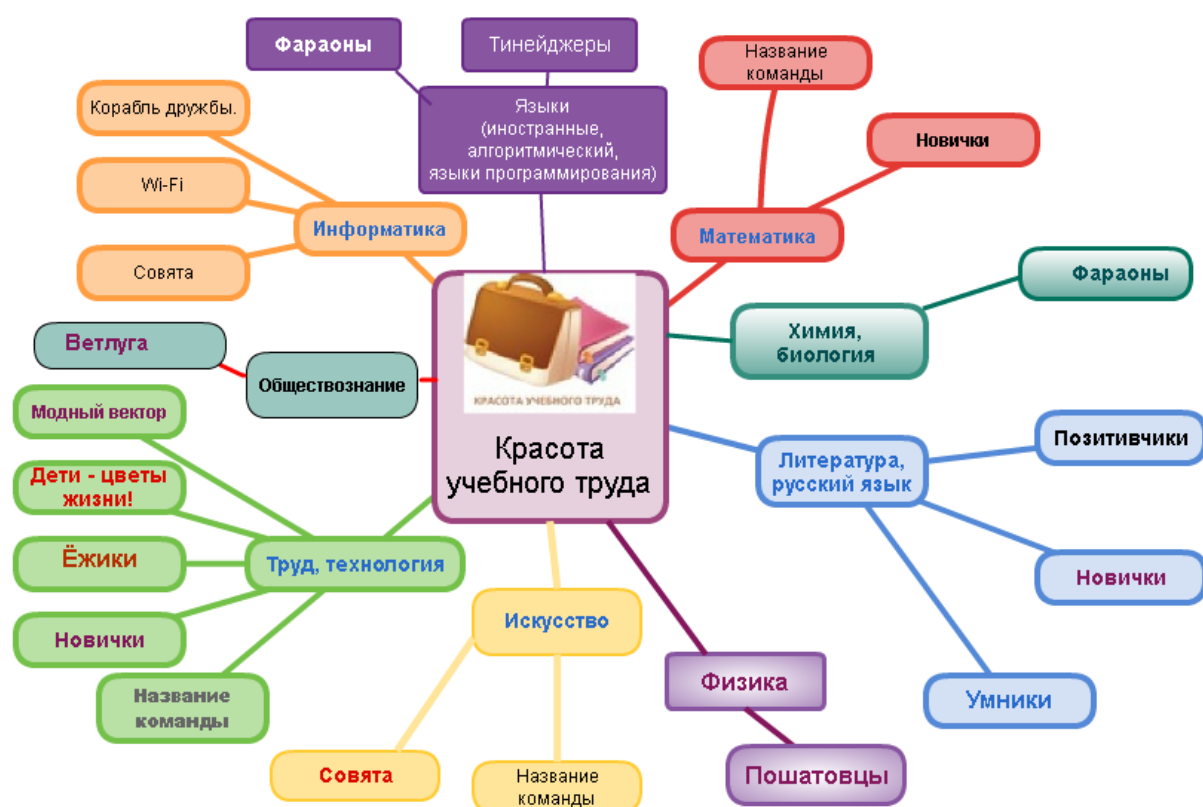 Фараоны
Тинейджеры
Языки
(иностранные,
алгоритмический,
языки программирования)
Название
команды
Новички
Математика
Корабль дружбы.
Wi-Fi
Совята
Информатика
Фараоны
Химия,
биология
Ветлуга
Обществознание
КРАСОТА УЧЕБНОГО ТРУДА
Красота
учебного труда
Позитивчики
Литература,
русский язык
Новички
Умники
Модный вектор
Дети - цветы
жизни!
Ёжики
Труд, технология
Новички
Название
команды
Искусство
Совята
Название
команды
Физика
Пошатовцы